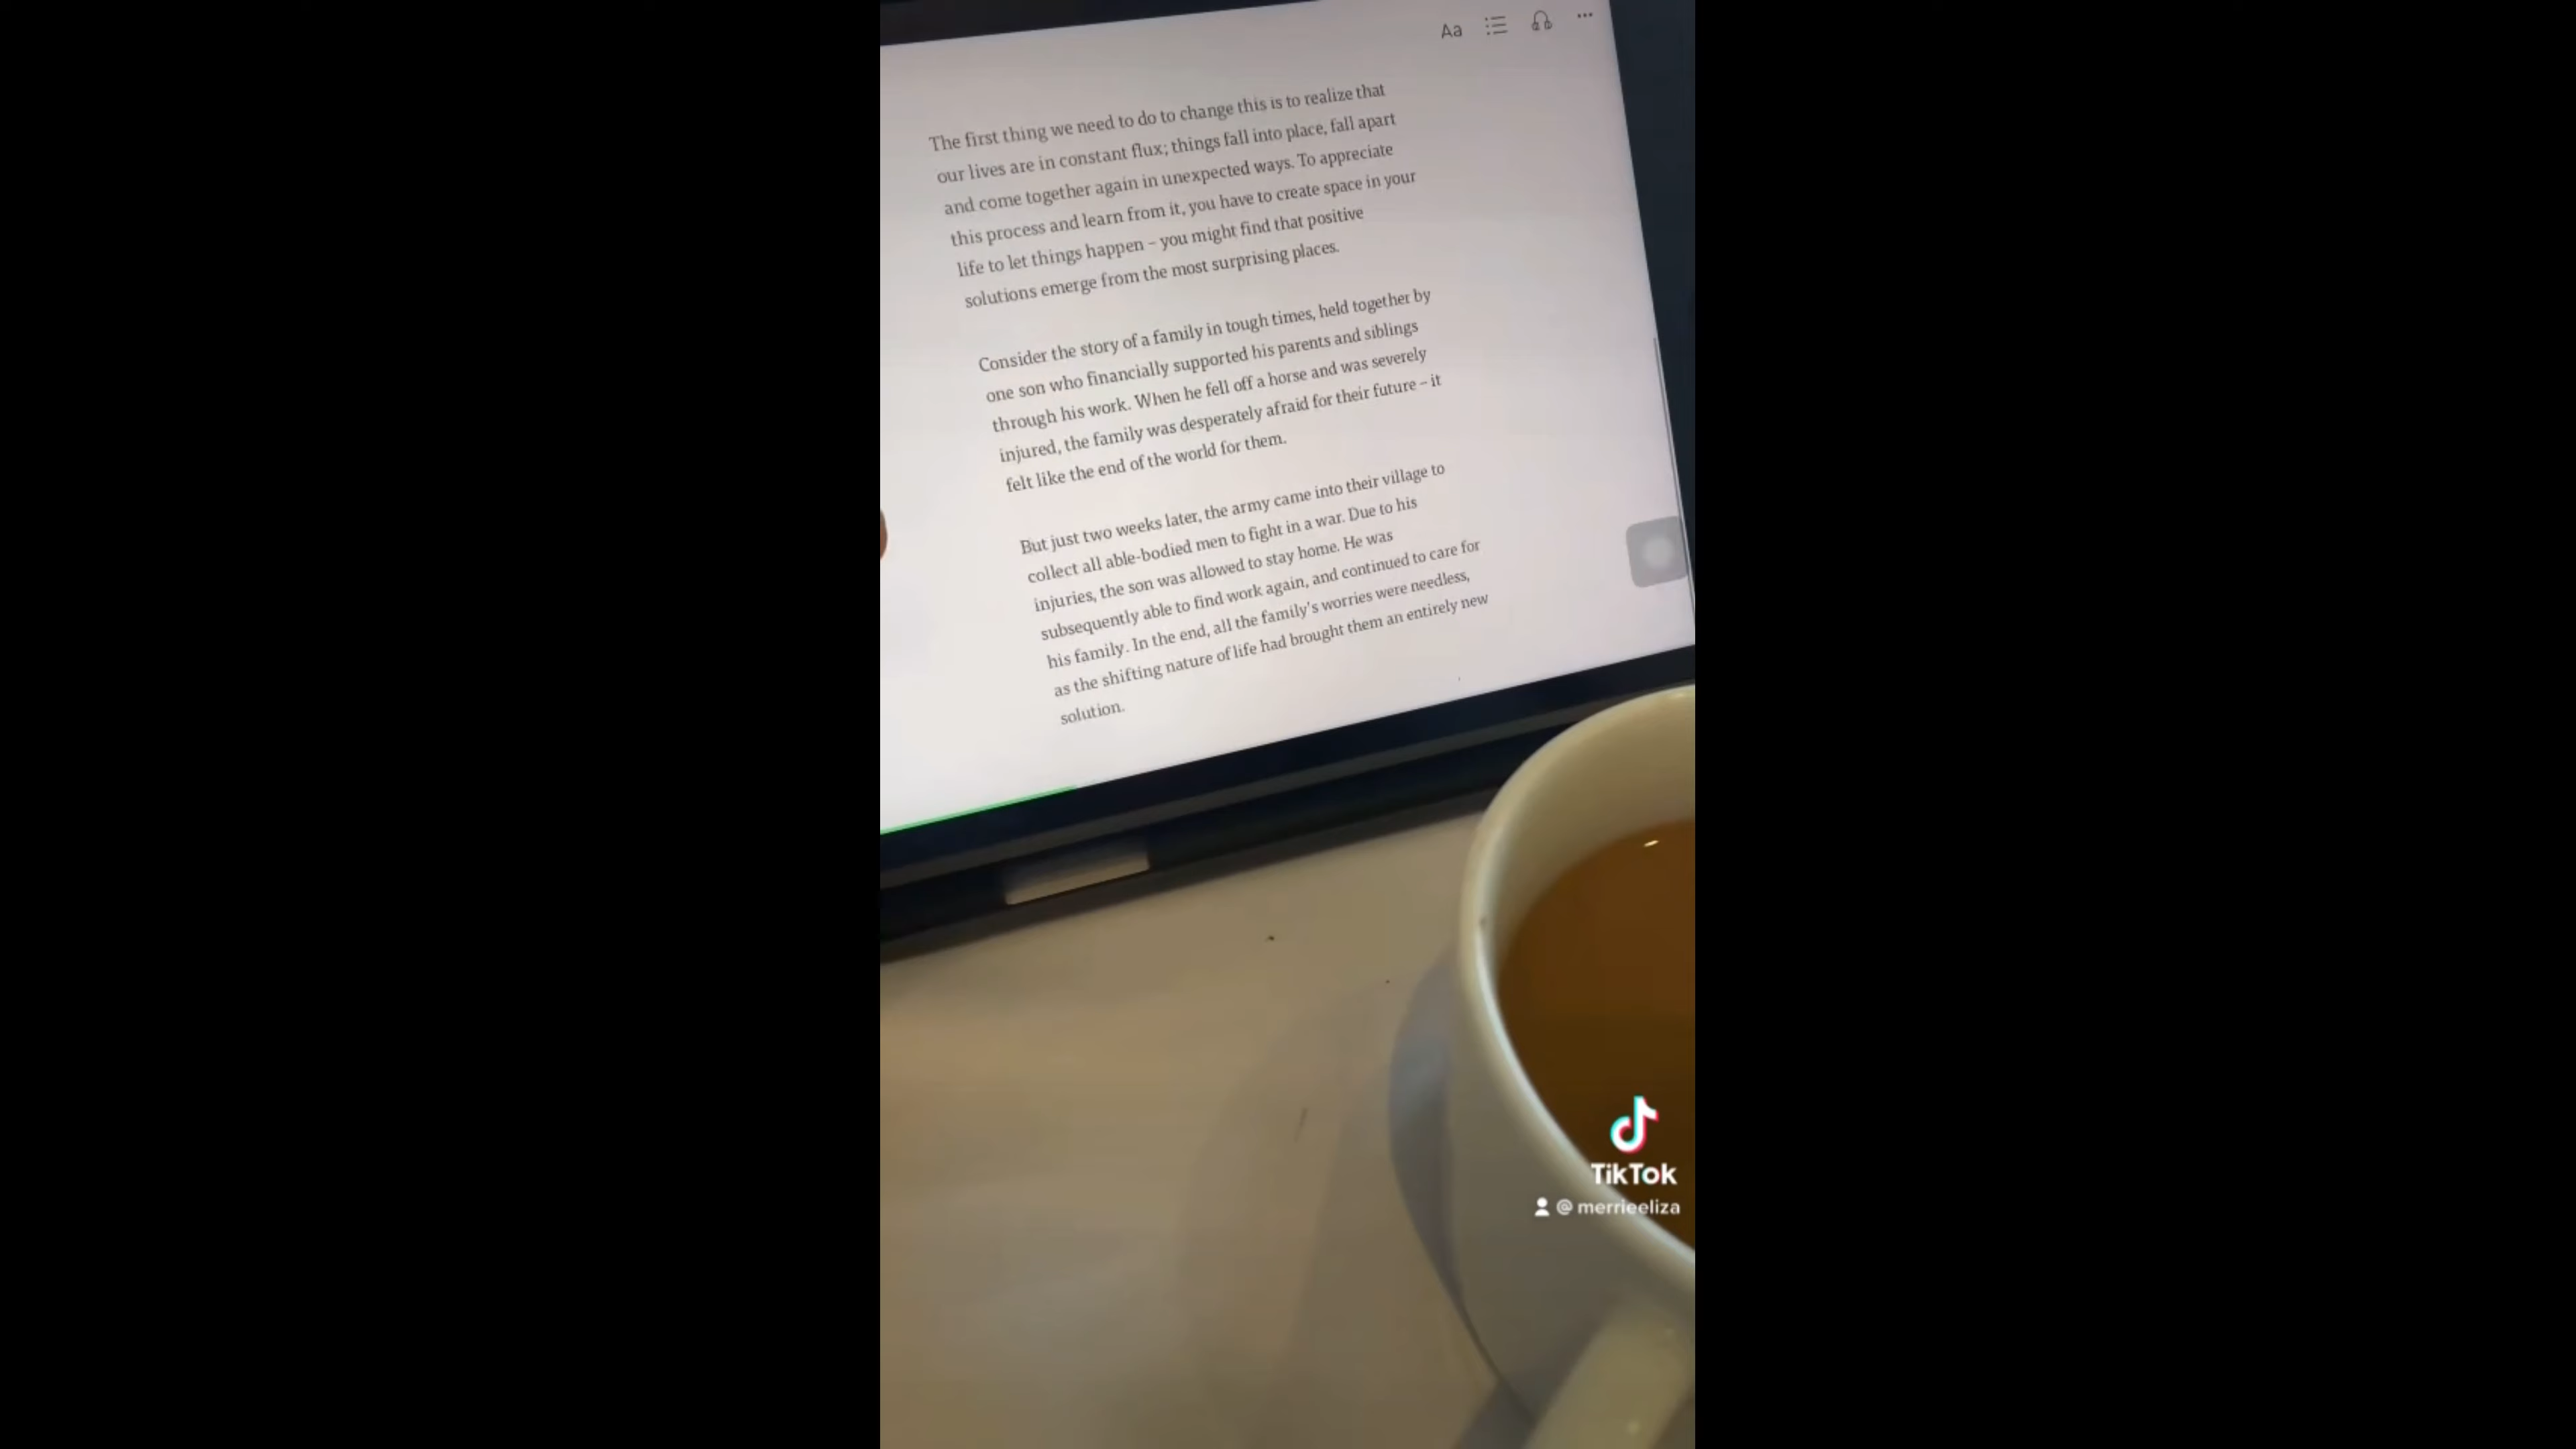 Aa
The first thing we need to do to change this is to realize that
our lives are in constant flux; things fall into place, fall apart
and come together again in unexpected ways. To appreciate
this process and learn from it, you have to create space in your
life to let things happen – you might find that positive
solutions emerge from the most surprising places.
Consider the story of a family in tough times, held together by
one son who financially supported his parents and siblings
through his work. When he fell off a horse and was severely
injured, the family was desperately afraid for their future – it
felt like the end of the world for them.
But just two weeks later, the army came into their village to
collect all able-bodied men to fight in a war. Due to his
injuries, the son was allowed to stay home. He was
subsequently able to find work again, and continued to care for
his family. In the end, all the family's worries were needless,
as the shifting nature of life had brought them an entirely new
solution.
TikTok
@merrieeliza